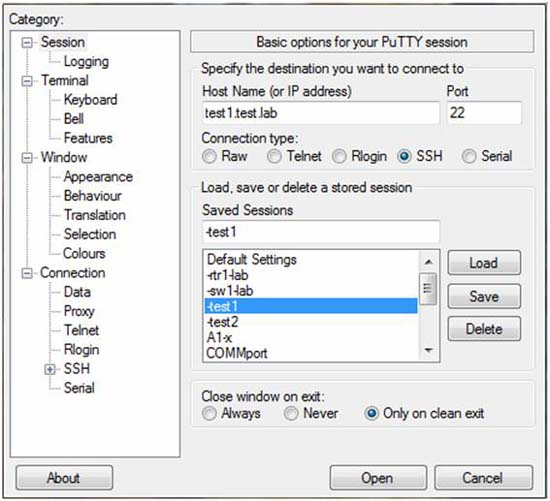 Category:
Session
Logging
Terminal
Keyboard
Bell
Features
Window
Appearance
Behaviour
Translation
Selection
Colours
Connection
Data
Proxy
Telnet
Rlogin
SSH
Serial
Basic options for your PuTTY session
Specify the destination you want to connect to
Host Name (or IP address) Port
test1.test.lab 22
Connection type:
Raw Telnet Rlogin SSH Serial
Load, save or delete a stored session
Saved Sessions
-test1
Default Settings
-rtr1-lab
-sw1-lab
-test1
-test2
A1-x
COMMport
Load
Save
Delete
Close window on exit:
Always Never Only on clean exit
About Open Cancel